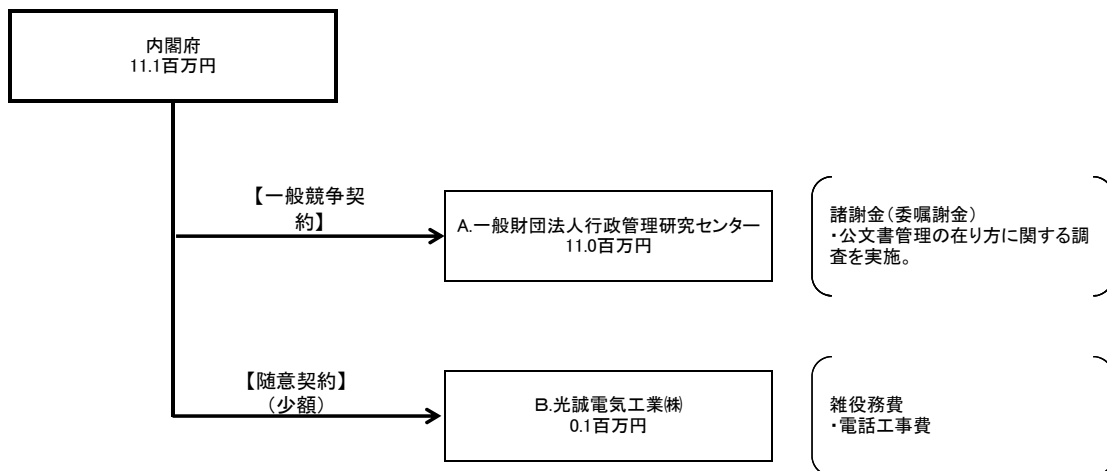 内閣府
11.1百万円
【一般競争契
約】
A.一般財団法人行政管理研究センター
11.0百万円
諸謝金（委嘱謝金）
・公文書管理の在り方に関する調
査を実施。
【随意契約】
（少額）
B.光誠電気工業㈱
0.1百万円
雑役務費
・電話工事費